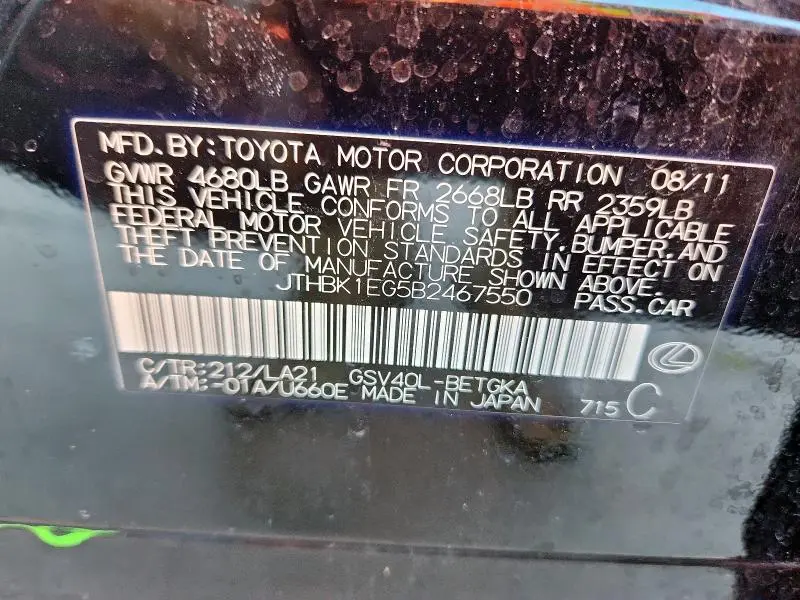 MFD.BY:TOYOTA MOTOR CORPORATION 08/11
GVWR 4680LB GAWR FR 2668LB RR 2359LB
THIS VEHICLE CONFORMS TO ALL APPLICABLE
FEDERAL MOTOR VEHICLE SAFETY,BUMPER,AND
THEFT PREVENTION STANDARDS IN EFFECT ON
THE DATE OF MANUFACTURE SHOWN ABOVE.
JTHBK1EG5B2467550 PASS.CAR
C/TR:212/LA21 GSV40L-BETGKA
A/TM:-01A/U660E MADE IN JAPAN 715 C